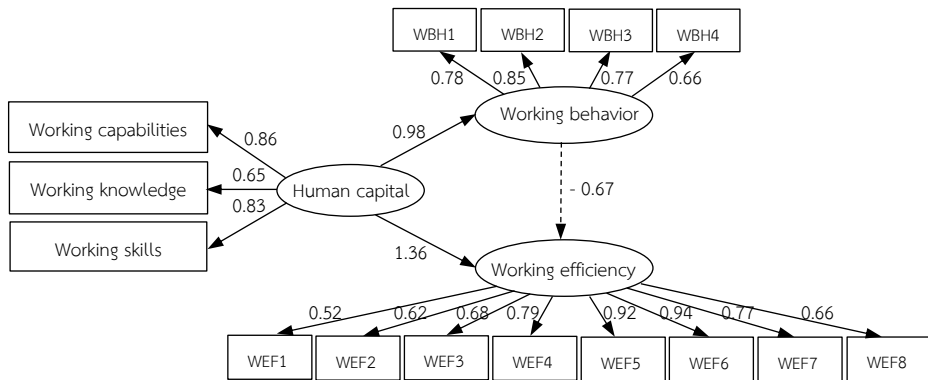 WBH1 WBH2 WBH3 WBH4
0.78 0.85 0.77 0.66
Working behavior
Working capabilities
0.86
0.98
Working knowledge
0.65
Human capital
- 0.67
0.83
Working skills
1.36
Working efficiency
0.52 0.62 0.68 0.79 0.92 0.94 0.77 0.66
WEF1 WEF2 WEF3 WEF4 WEF5 WEF6 WEF7 WEF8